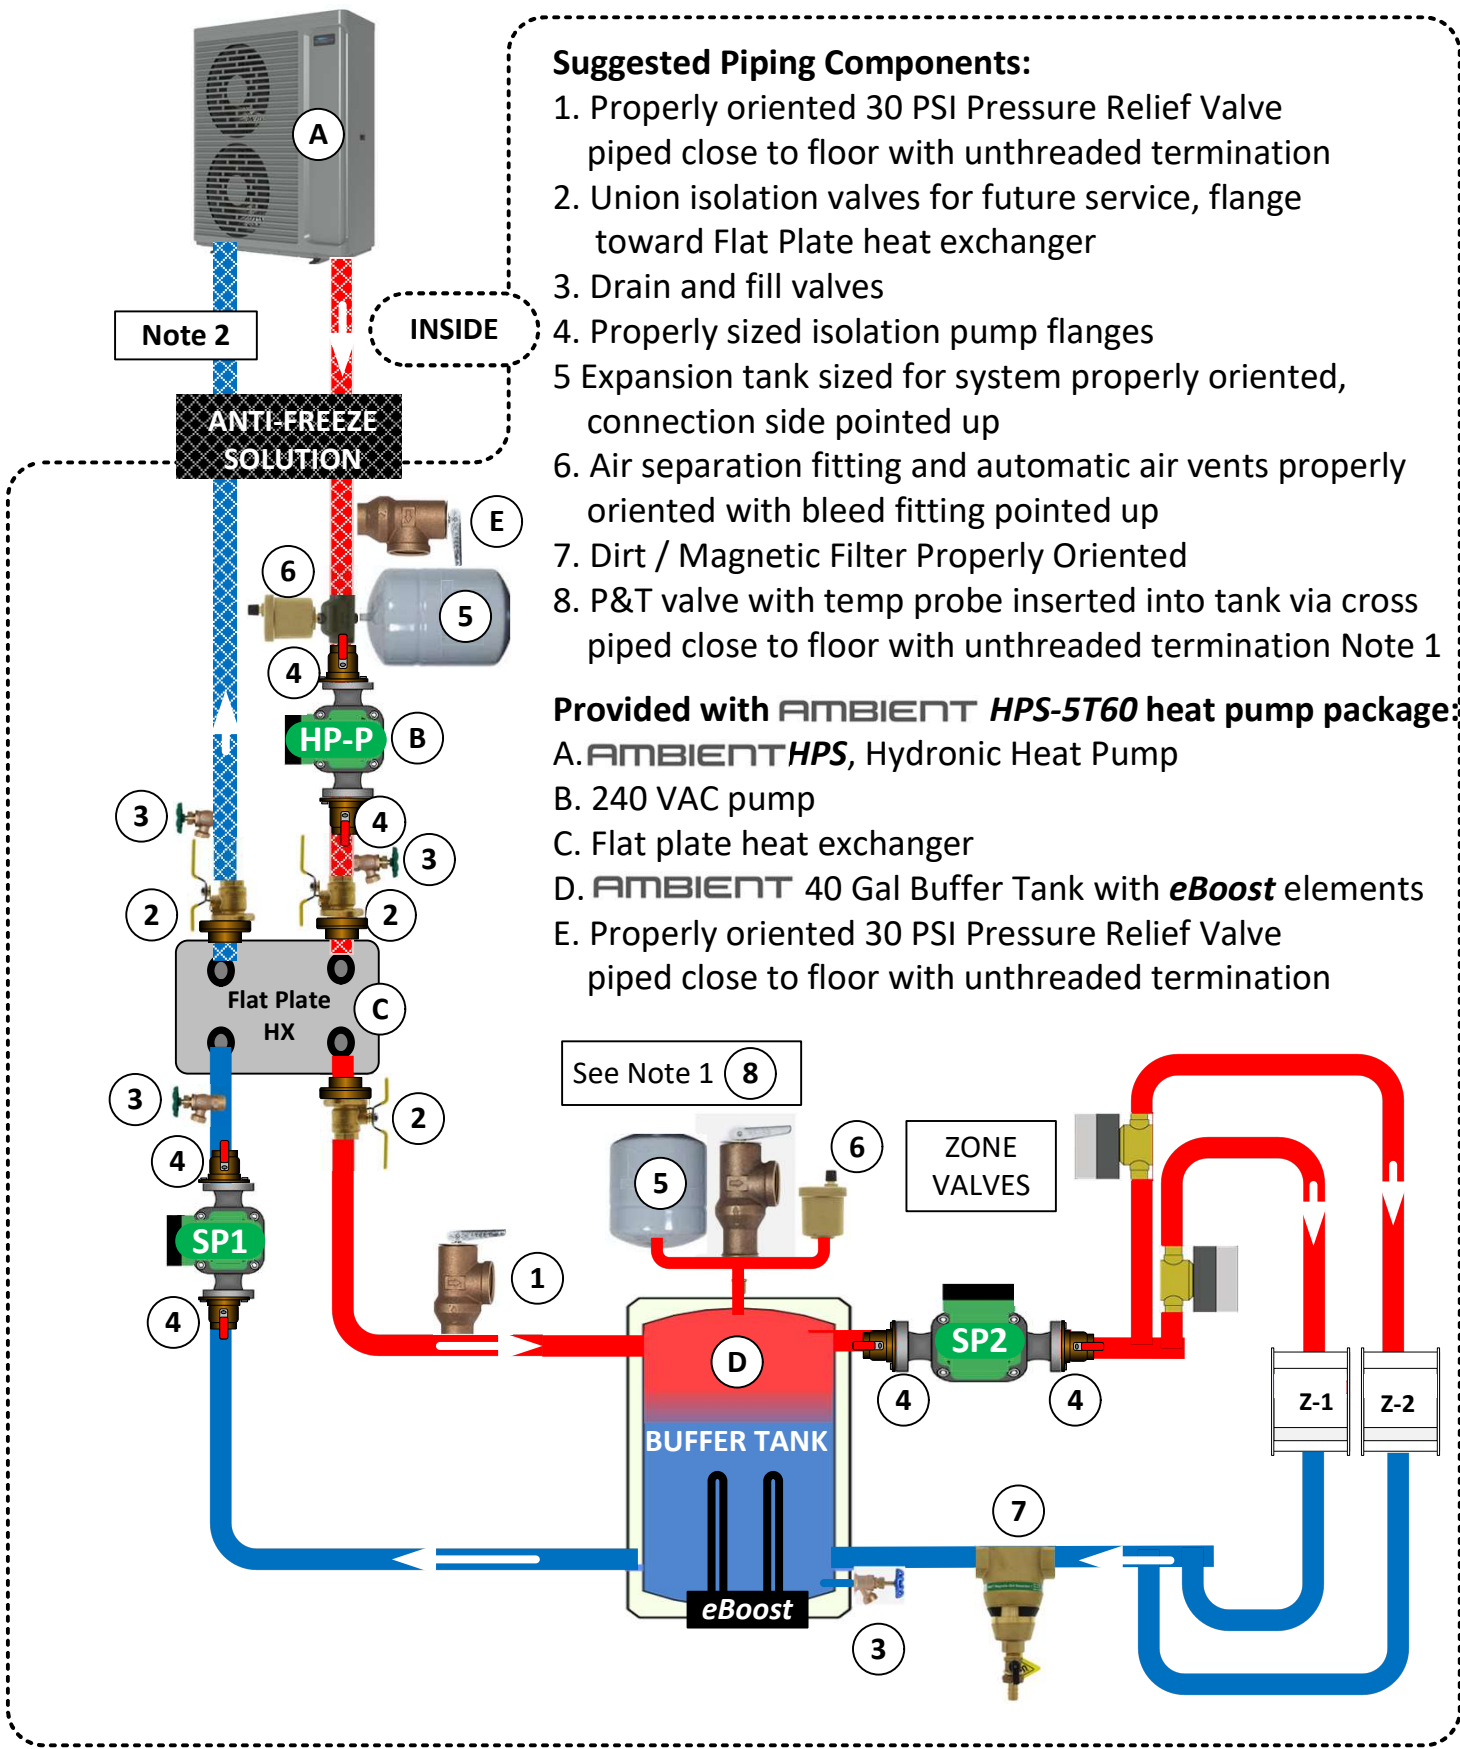 A
Suggested Piping Components:
1. Properly oriented 30 PSI Pressure Relief Valve
piped close to floor with unthreaded termination
2. Union isolation valves for future service, flange
toward Flat Plate heat exchanger
3. Drain and fill valves
4. Properly sized isolation pump flanges
5 Expansion tank sized for system properly oriented,
connection side pointed up
6. Air separation fitting and automatic air vents properly
oriented with bleed fitting pointed up
7. Dirt / Magnetic Filter Properly Oriented
8. P&T valve with temp probe inserted into tank via cross
piped close to floor with unthreaded termination Note 1
Provided with AMBIENT HPS-5T60 heat pump package:
A. AMBIENT HPS, Hydronic Heat Pump
B. 240 VAC pump
C. Flat plate heat exchanger
D. AMBIENT 40 Gal Buffer Tank with eBoost elements
E. Properly oriented 30 PSI Pressure Relief Valve
piped close to floor with unthreaded termination
Note 2
INSIDE
ANTI-FREEZE
SOLUTION
E
6
5
4
HP-P
B
3
4
3
2
2
Flat Plate
HX
C
3
2
4
SP1
4
1
See Note 1 8
5
6
ZONE
VALVES
D
BUFFER TANK
eBoost
SP2
4
4
Z-1
Z-2
7
3